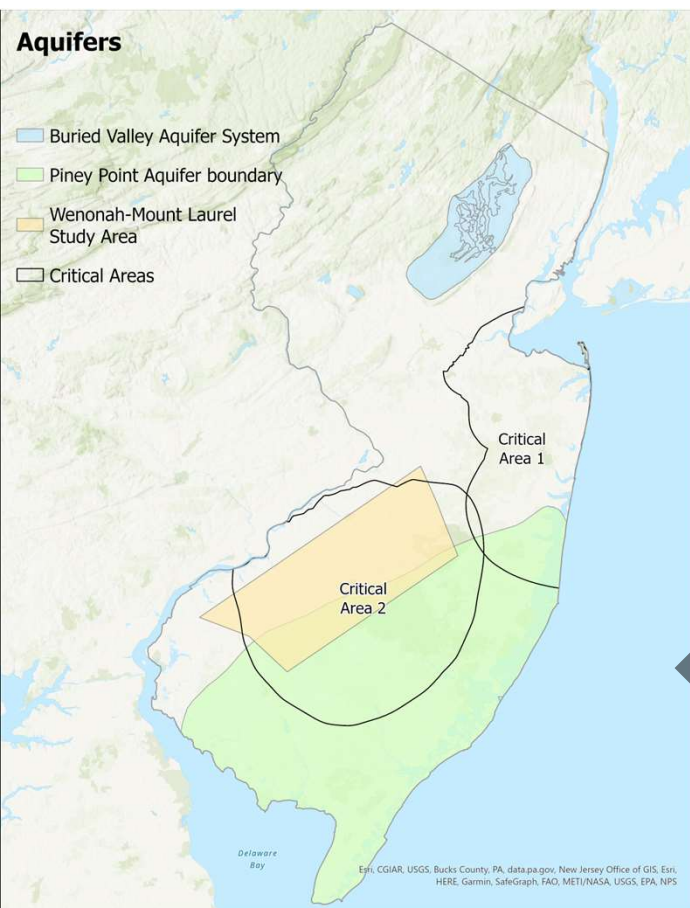 Aquifers
Buried Valley Aquifer System
Piney Point Aquifer boundary
Wenonah-Mount Laurel
Study Area
Critical Areas
Critical
Area 1
Critical
Area 2
Delaware
Bay
Esri, CGIAR, USGS, Bucks County, PA, data.pa.gov, New Jersey Office of GIS, Esri,
HERE, Garmin, SafeGraph, FAO, METI/NASA, USGS, EPA, NPS